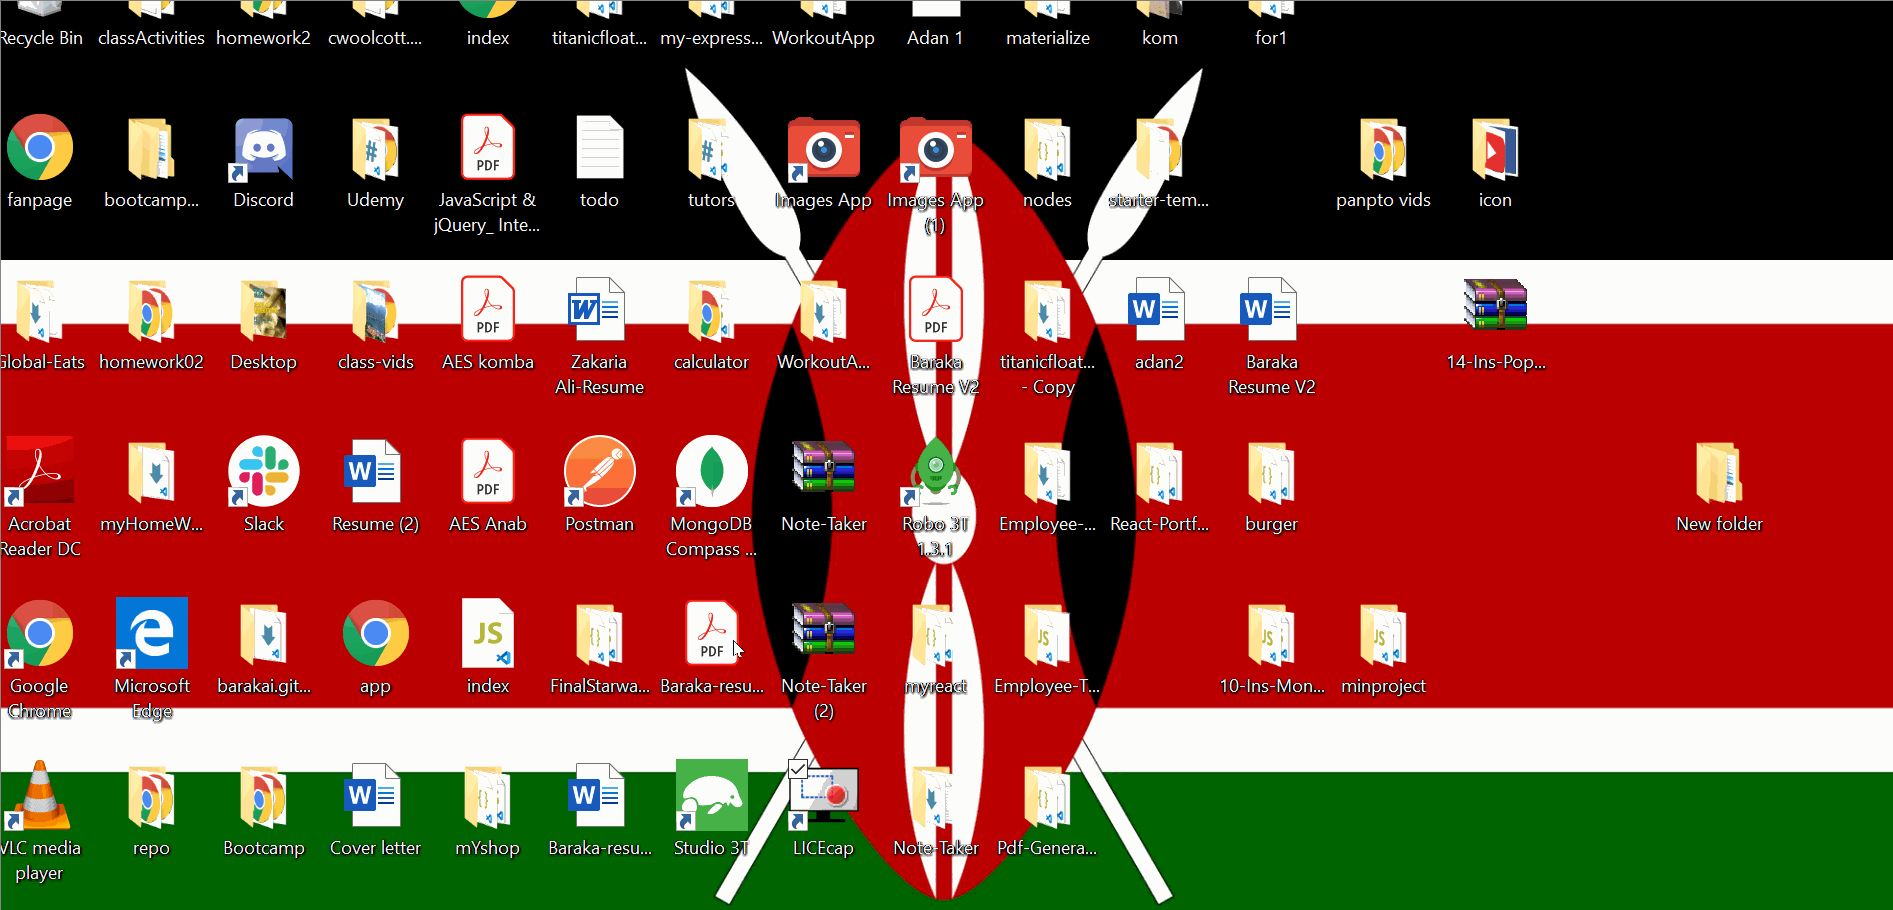 Recycle Bin classActivities homework2 cwoolcott.... index titanicfloat... my-express... WorkoutApp Adan 1 materialize kom for1
fanpage bootcamp... Discord Udemy JavaScript & todo tutors Images App Images App nodes starter-tem... panpto vids icon
jQuery_ Inte... (1)
Global-Eats homework02 Desktop class-vids AES komba Zakaria calculator WorkoutA... Baraka titanicfloat... adan2 Baraka 14-Ins-Pop...
Ali-Resume Resume V2 - Copy Resume V2
Acrobat myHomeW... Slack Resume (2) AES Anab Postman MongoDB Note-Taker Robo 3T Employee-... React-Portf... burger New folder
Reader DC Compass ... 1.3.1
Google Microsoft barakai.git... app index FinalStarwa... Baraka-resu... Note-Taker myreact Employee-T... 10-Ins-Mon... minproject
Chrome Edge (2)
VLC media repo Bootcamp Cover letter mYshop Baraka-resu... Studio 3T LICEcap Note-Taker Pdf-Genera...
player